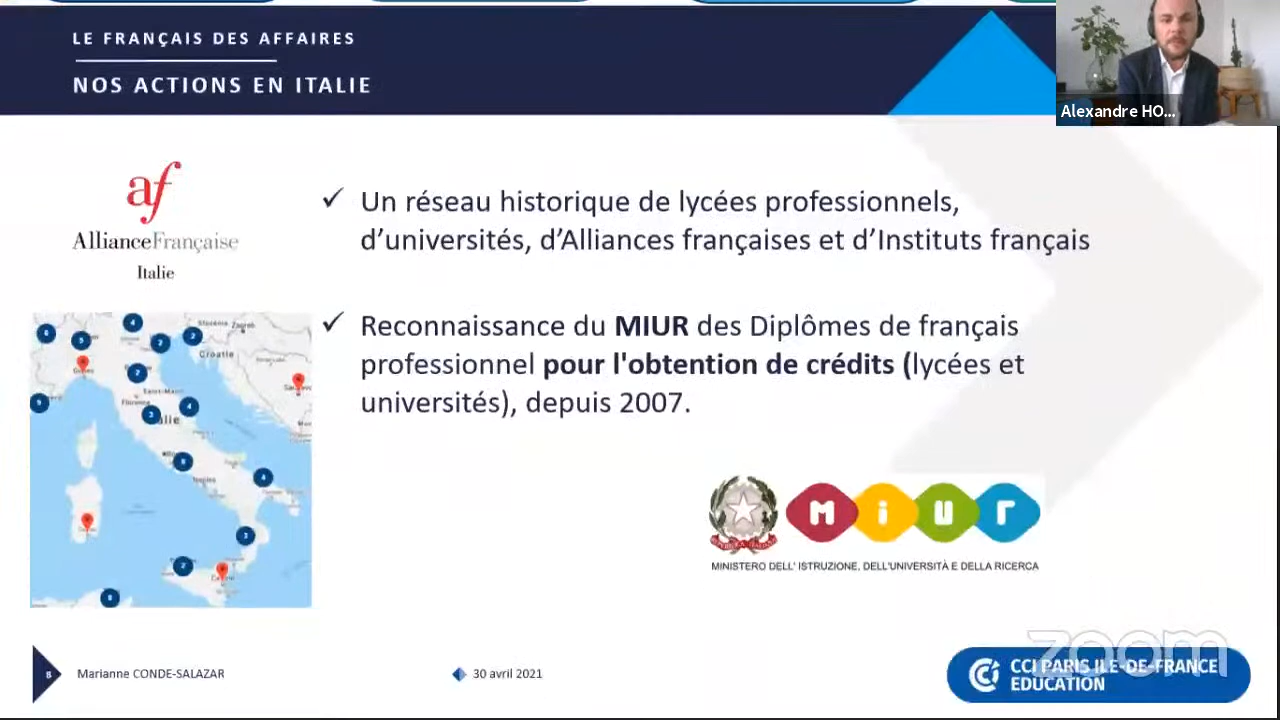 LE FRANÇAIS DES AFFAIRES
NOS ACTIONS EN ITALIE
Alexandre HO...
af
AllianceFrançaise
Italie
Un réseau historique de lycées professionnels,
d'universités, d'Alliances françaises et d'Instituts français
Reconnaissance du MIUR des Diplômes de français
professionnel pour l'obtention de crédits (lycées et
universités), depuis 2007.
Croatie
MIUr
MINISTERO DELL' ISTRUZIONE, DELL'UNIVERSITÀ E DELLA RICERCA
8
Marianne CONDE-SALAZAR
30 avril 2021
zoom
CCI PARIS ILE-DE-FRANCE
EDUCATION